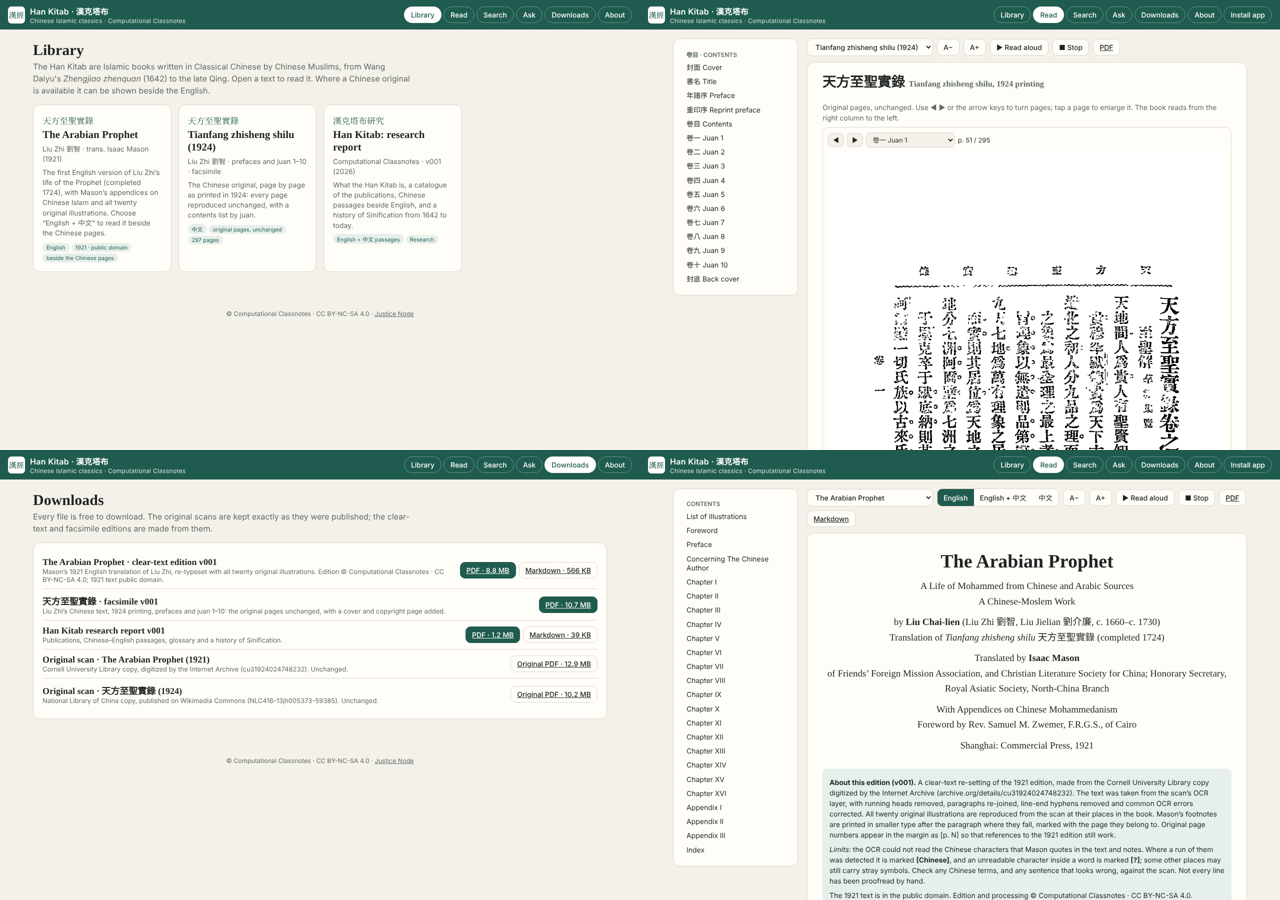 漢經
Han Kitab · 漢克塔布
Chinese Islamic classics · Computational Classnotes
Library
Read
Search
Ask
Downloads
About
Library
The Han Kitab are Islamic books written in Classical Chinese by Chinese Muslims, from Wang
Daiyu's Zhengjiao zhenquan (1642) to the late Qing. Open a text to read it. Where a Chinese original
is available it can be shown beside the English.
天方至聖實錄
The Arabian Prophet
Liu Zhi 劉智 · trans. Isaac Mason
(1921)
The first English version of Liu Zhi's
life of the Prophet (completed
1724), with Mason's appendices on
Chinese Islam and all twenty
original illustrations. Choose
“English + 中文” to read it beside
the Chinese pages.
English
1921 · public domain
beside the Chinese pages
天方至聖實錄
Tianfang zhisheng shilu
(1924)
Liu Zhi 劉智 · prefaces and juan 1–10
· facsimile
The Chinese original, page by page
as printed in 1924: every page
reproduced unchanged, with a
contents list by juan.
中文
original pages, unchanged
297 pages
漢克塔布研究
Han Kitab: research
report
Computational Classnotes · v001
(2026)
What the Han Kitab is, a catalogue
of the publications, Chinese
passages beside English, and a
history of Sinification from 1642 to
today.
English + 中文 passages
Research
© Computational Classnotes · CC BY-NC-SA 4.0 · Justice Node
漢經
Han Kitab · 漢克塔布
Chinese Islamic classics · Computational Classnotes
Library
Read
Search
Ask
Downloads
About
Install app
卷目 · CONTENTS
封面 Cover
書名 Title
年譜序 Preface
重印序 Reprint preface
卷目 Contents
卷一 Juan 1
卷二 Juan 2
卷三 Juan 3
卷四 Juan 4
卷五 Juan 5
卷六 Juan 6
卷七 Juan 7
卷八 Juan 8
卷九 Juan 9
卷十 Juan 10
封底 Back cover
Tianfang zhisheng shilu (1924)
A−
A+
▶ Read aloud
■ Stop
PDF
天方至聖實錄 Tianfang zhisheng shilu, 1924 printing
Original pages, unchanged. Use ◀ ▶ or the arrow keys to turn pages; tap a page to enlarge it. The book reads from the
right column to the left.
◀
▶
卷一 Juan 1
p. 51 / 295
天方至聖實錄卷之
天地間人爲貴人有聖賢
一切氏族以古來
卷一
漢經
Han Kitab · 漢克塔布
Chinese Islamic classics · Computational Classnotes
Library
Read
Search
Ask
Downloads
About
Downloads
Every file is free to download. The original scans are kept exactly as they were published; the clear-
text and facsimile editions are made from them.
The Arabian Prophet · clear-text edition v001
Mason's 1921 English translation of Liu Zhi, re-typeset with all twenty original illustrations. Edition © Computational Classnotes · CC
BY-NC-SA 4.0; 1921 text public domain.
PDF · 8.8 MB
Markdown · 566 KB
天方至聖實錄 · facsimile v001
Liu Zhi's Chinese text, 1924 printing, prefaces and juan 1–10: the original pages unchanged, with a cover and copyright page added.
PDF · 10.7 MB
Han Kitab research report v001
Publications, Chinese–English passages, glossary and a history of Sinification.
PDF · 1.2 MB
Markdown · 39 KB
Original scan · The Arabian Prophet (1921)
Cornell University Library copy, digitized by the Internet Archive (cu31924024748232). Unchanged.
Original PDF · 12.9 MB
Original scan · 天方至聖實錄 (1924)
National Library of China copy, published on Wikimedia Commons (NLC416-13jh005373-59385). Unchanged.
Original PDF · 10.2 MB
© Computational Classnotes · CC BY-NC-SA 4.0 · Justice Node
漢經
Han Kitab · 漢克塔布
Chinese Islamic classics · Computational Classnotes
Library
Read
Search
Ask
Downloads
About
Install app
CONTENTS
List of Illustrations
Foreword
Preface
Concerning The Chinese
Author
Chapter I
Chapter II
Chapter III
Chapter IV
Chapter V
Chapter VI
Chapter VII
Chapter VIII
Chapter IX
Chapter X
Chapter XI
Chapter XII
Chapter XIII
Chapter XIV
Chapter XV
Chapter XVI
Appendix I
Appendix II
Appendix III
Index
The Arabian Prophet
English
English + 中文
中文
A−
A+
▶ Read aloud
■ Stop
PDF
Markdown
The Arabian Prophet
A Life of Mohammed from Chinese and Arabic Sources
A Chinese-Moslem Work
by Liu Chai-lien (Liu Zhi 劉智, Liu Jielian 劉介廉, c. 1660–c. 1730)
Translation of Tianfang zhisheng shilu 天方至聖實錄 (completed 1724)
Translated by Isaac Mason
of Friends’ Foreign Mission Association, and Christian Literature Society for China; Honorary Secretary,
Royal Asiatic Society, North-China Branch
With Appendices on Chinese Mohammedanism
Foreword by Rev. Samuel M. Zwemer, F.R.G.S., of Cairo
Shanghai: Commercial Press, 1921
About this edition (v001). A clear-text re-setting of the 1921 edition, made from the Cornell University Library copy
digitized by the Internet Archive (archive.org/details/cu31924024748232). The text was taken from the scan's OCR
layer, with running heads removed, paragraphs re-joined, line-end hyphens removed and common OCR errors
corrected. All twenty original illustrations are reproduced from the scan at their places in the book. Mason's footnotes
are printed in smaller type after the paragraph where they fall, marked with the page they belong to. Original page
numbers appear in the margin as [p. N] so that references to the 1921 edition still work.
Limits: the OCR could not read the Chinese characters that Mason quotes in the text and notes. Where a run of them
was detected it is marked [Chinese], and an unreadable character inside a word is marked [?]; some other places may
still carry stray symbols. Check any Chinese terms, and any sentence that looks wrong, against the scan. Not every line
has been proofread by hand.
The 1921 text is in the public domain. Edition and processing © Computational Classnotes · CC BY-NC-SA 4.0.